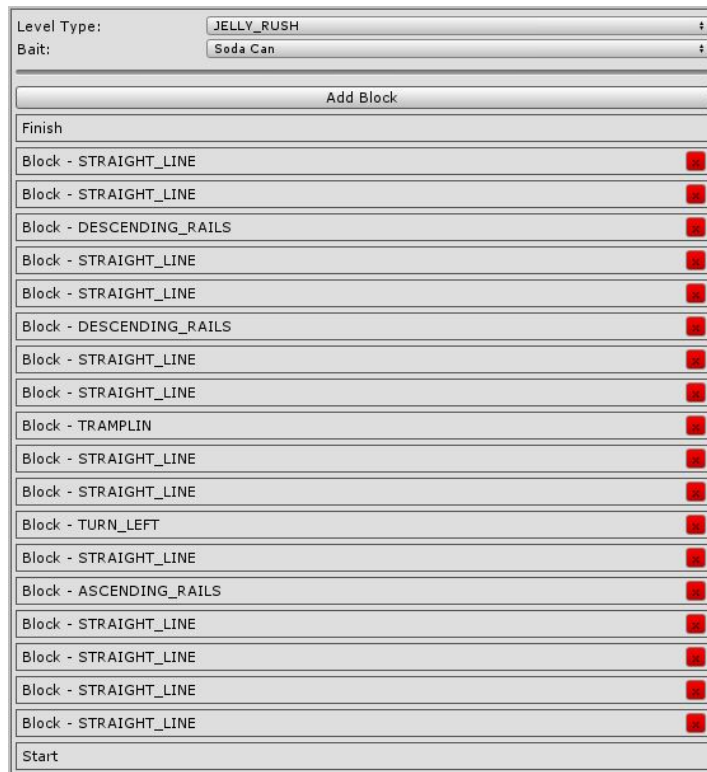 Level Type: JELLY_RUSH
Bait: Soda Can
Add Block
Finish
Block - STRAIGHT_LINE x
Block - STRAIGHT_LINE x
Block - DESCENDING_RAILS x
Block - STRAIGHT_LINE x
Block - STRAIGHT_LINE x
Block - DESCENDING_RAILS x
Block - STRAIGHT_LINE x
Block - STRAIGHT_LINE x
Block - TRAMPLIN x
Block - STRAIGHT_LINE x
Block - STRAIGHT_LINE x
Block - TURN_LEFT x
Block - STRAIGHT_LINE x
Block - ASCENDING_RAILS x
Block - STRAIGHT_LINE x
Block - STRAIGHT_LINE x
Block - STRAIGHT_LINE x
Block - STRAIGHT_LINE x
Start